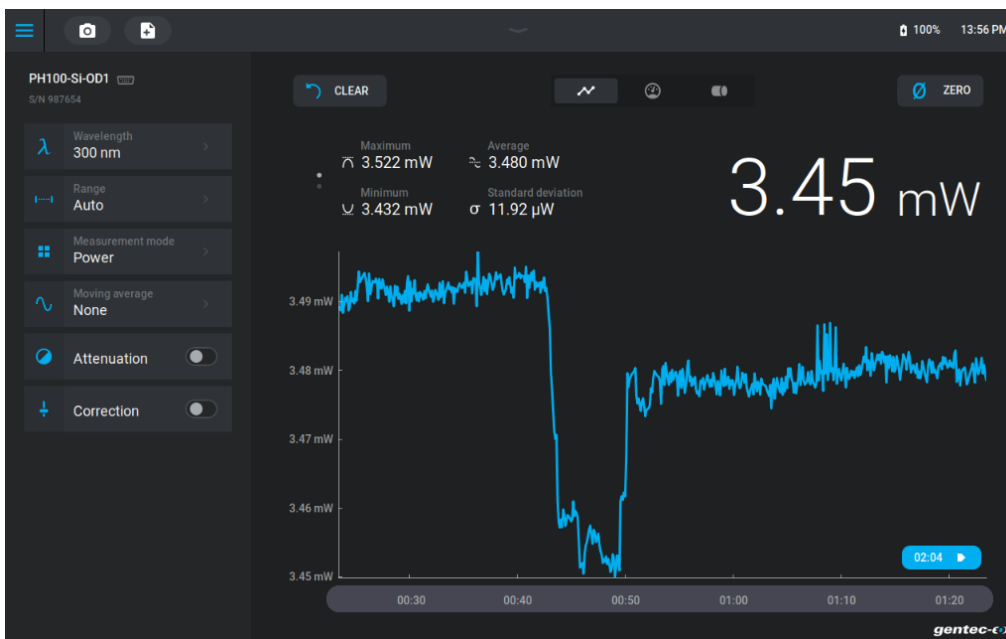 100% 13:56 PM
PH100-Si-OD1
S/N 987654
CLEAR
ZERO
Wavelength
300 nm
Range
Auto
Measurement mode
Power
Moving average
None
Attenuation
Correction
Maximum
3.522 mW
Average
3.480 mW
Minimum
3.432 mW
Standard deviation
σ 11.92 µW
3.45 mW
3.49 mW
3.48 mW
3.47 mW
3.46 mW
3.45 mW
02:04
00:30 00:40 00:50 01:00 01:10 01:20
gentec-e